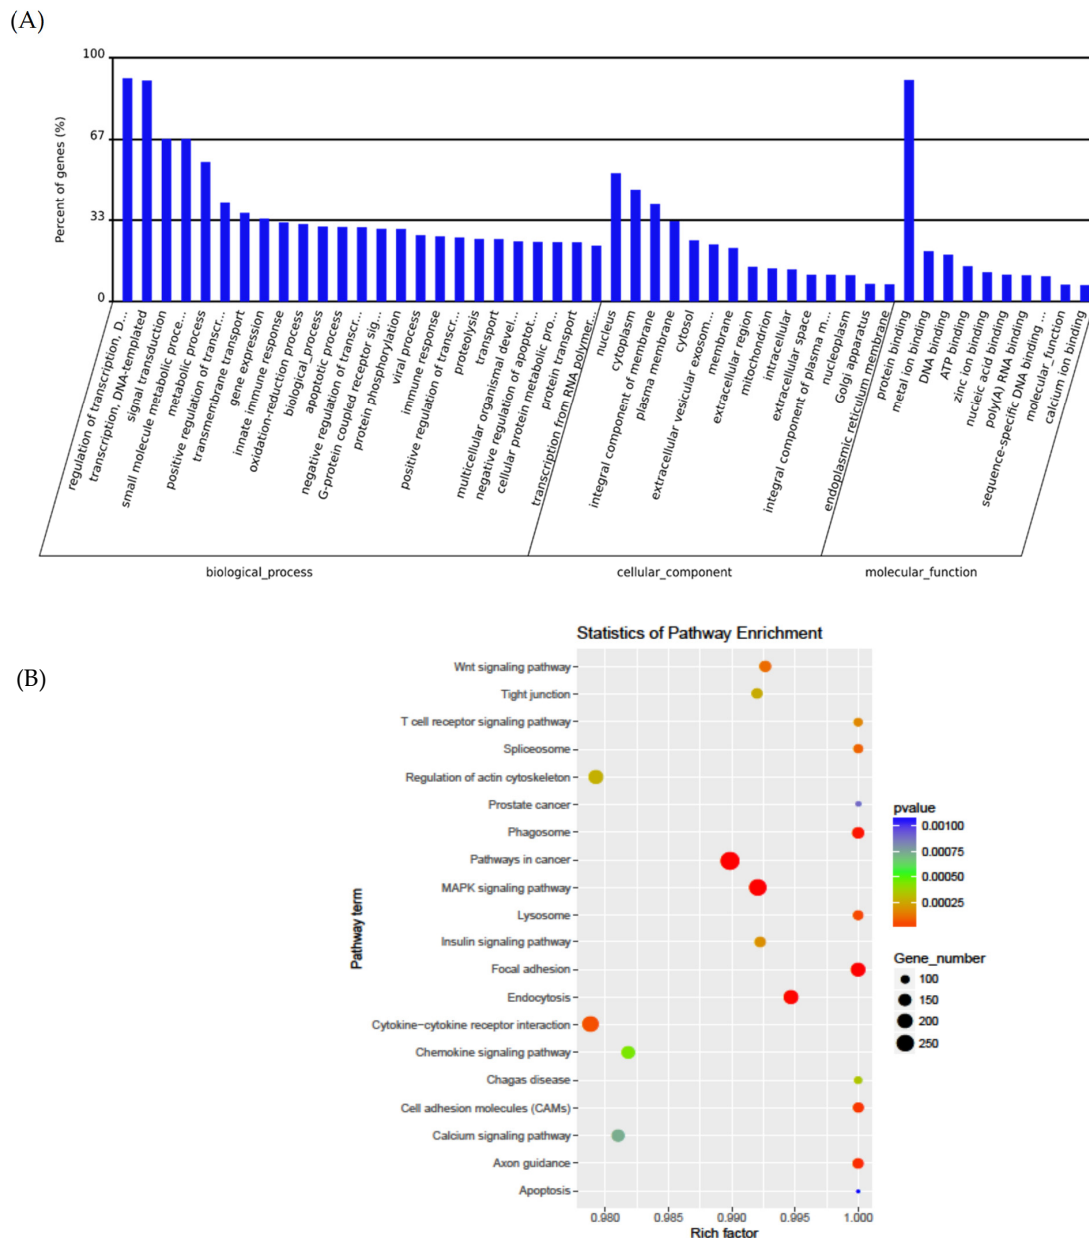 (A)
100
67
33
0
Percent of genes (%)
regulation of transcription, D...
transcription, DNA-templated
signal transduction
small molecule metabolic proce...
metabolic process
positive regulation of transcr...
transmembrane transport
gene expression
innate immune response
oxidation-reduction process
biological_process
apoptotic process
negative regulation of transcr...
G-protein coupled receptor sig...
protein phosphorylation
viral process
immune response
positive regulation of transcr...
proteolysis
transport
multicellular organismal devel...
negative regulation of apoptot...
cellular protein metabolic pro...
protein transport
transcription from RNA polymer...
nucleus
cytoplasm
integral component of membrane
plasma membrane
cytosol
extracellular vesicular exosom...
membrane
extracellular region
mitochondrion
intracellular
extracellular space
integral component of plasma m...
nucleoplasm
Golgi apparatus
endoplasmic reticulum membrane
protein binding
metal ion binding
DNA binding
ATP binding
zinc ion binding
nucleic acid binding
poly(A) RNA binding
sequence-specific DNA binding ...
molecular_function
calcium ion binding
biological_process
cellular_component
molecular_function
(B)
Statistics of Pathway Enrichment
Pathway term
Wnt signaling pathway
Tight junction
T cell receptor signaling pathway
Spliceosome
Regulation of actin cytoskeleton
Prostate cancer
Phagosome
Pathways in cancer
MAPK signaling pathway
Lysosome
Insulin signaling pathway
Focal adhesion
Endocytosis
Cytokine−cytokine receptor interaction
Chemokine signaling pathway
Chagas disease
Cell adhesion molecules (CAMs)
Calcium signaling pathway
Axon guidance
Apoptosis
0.980
0.985
0.990
0.995
1.000
Rich factor
pvalue
0.00100
0.00075
0.00050
0.00025
Gene_number
100
150
200
250